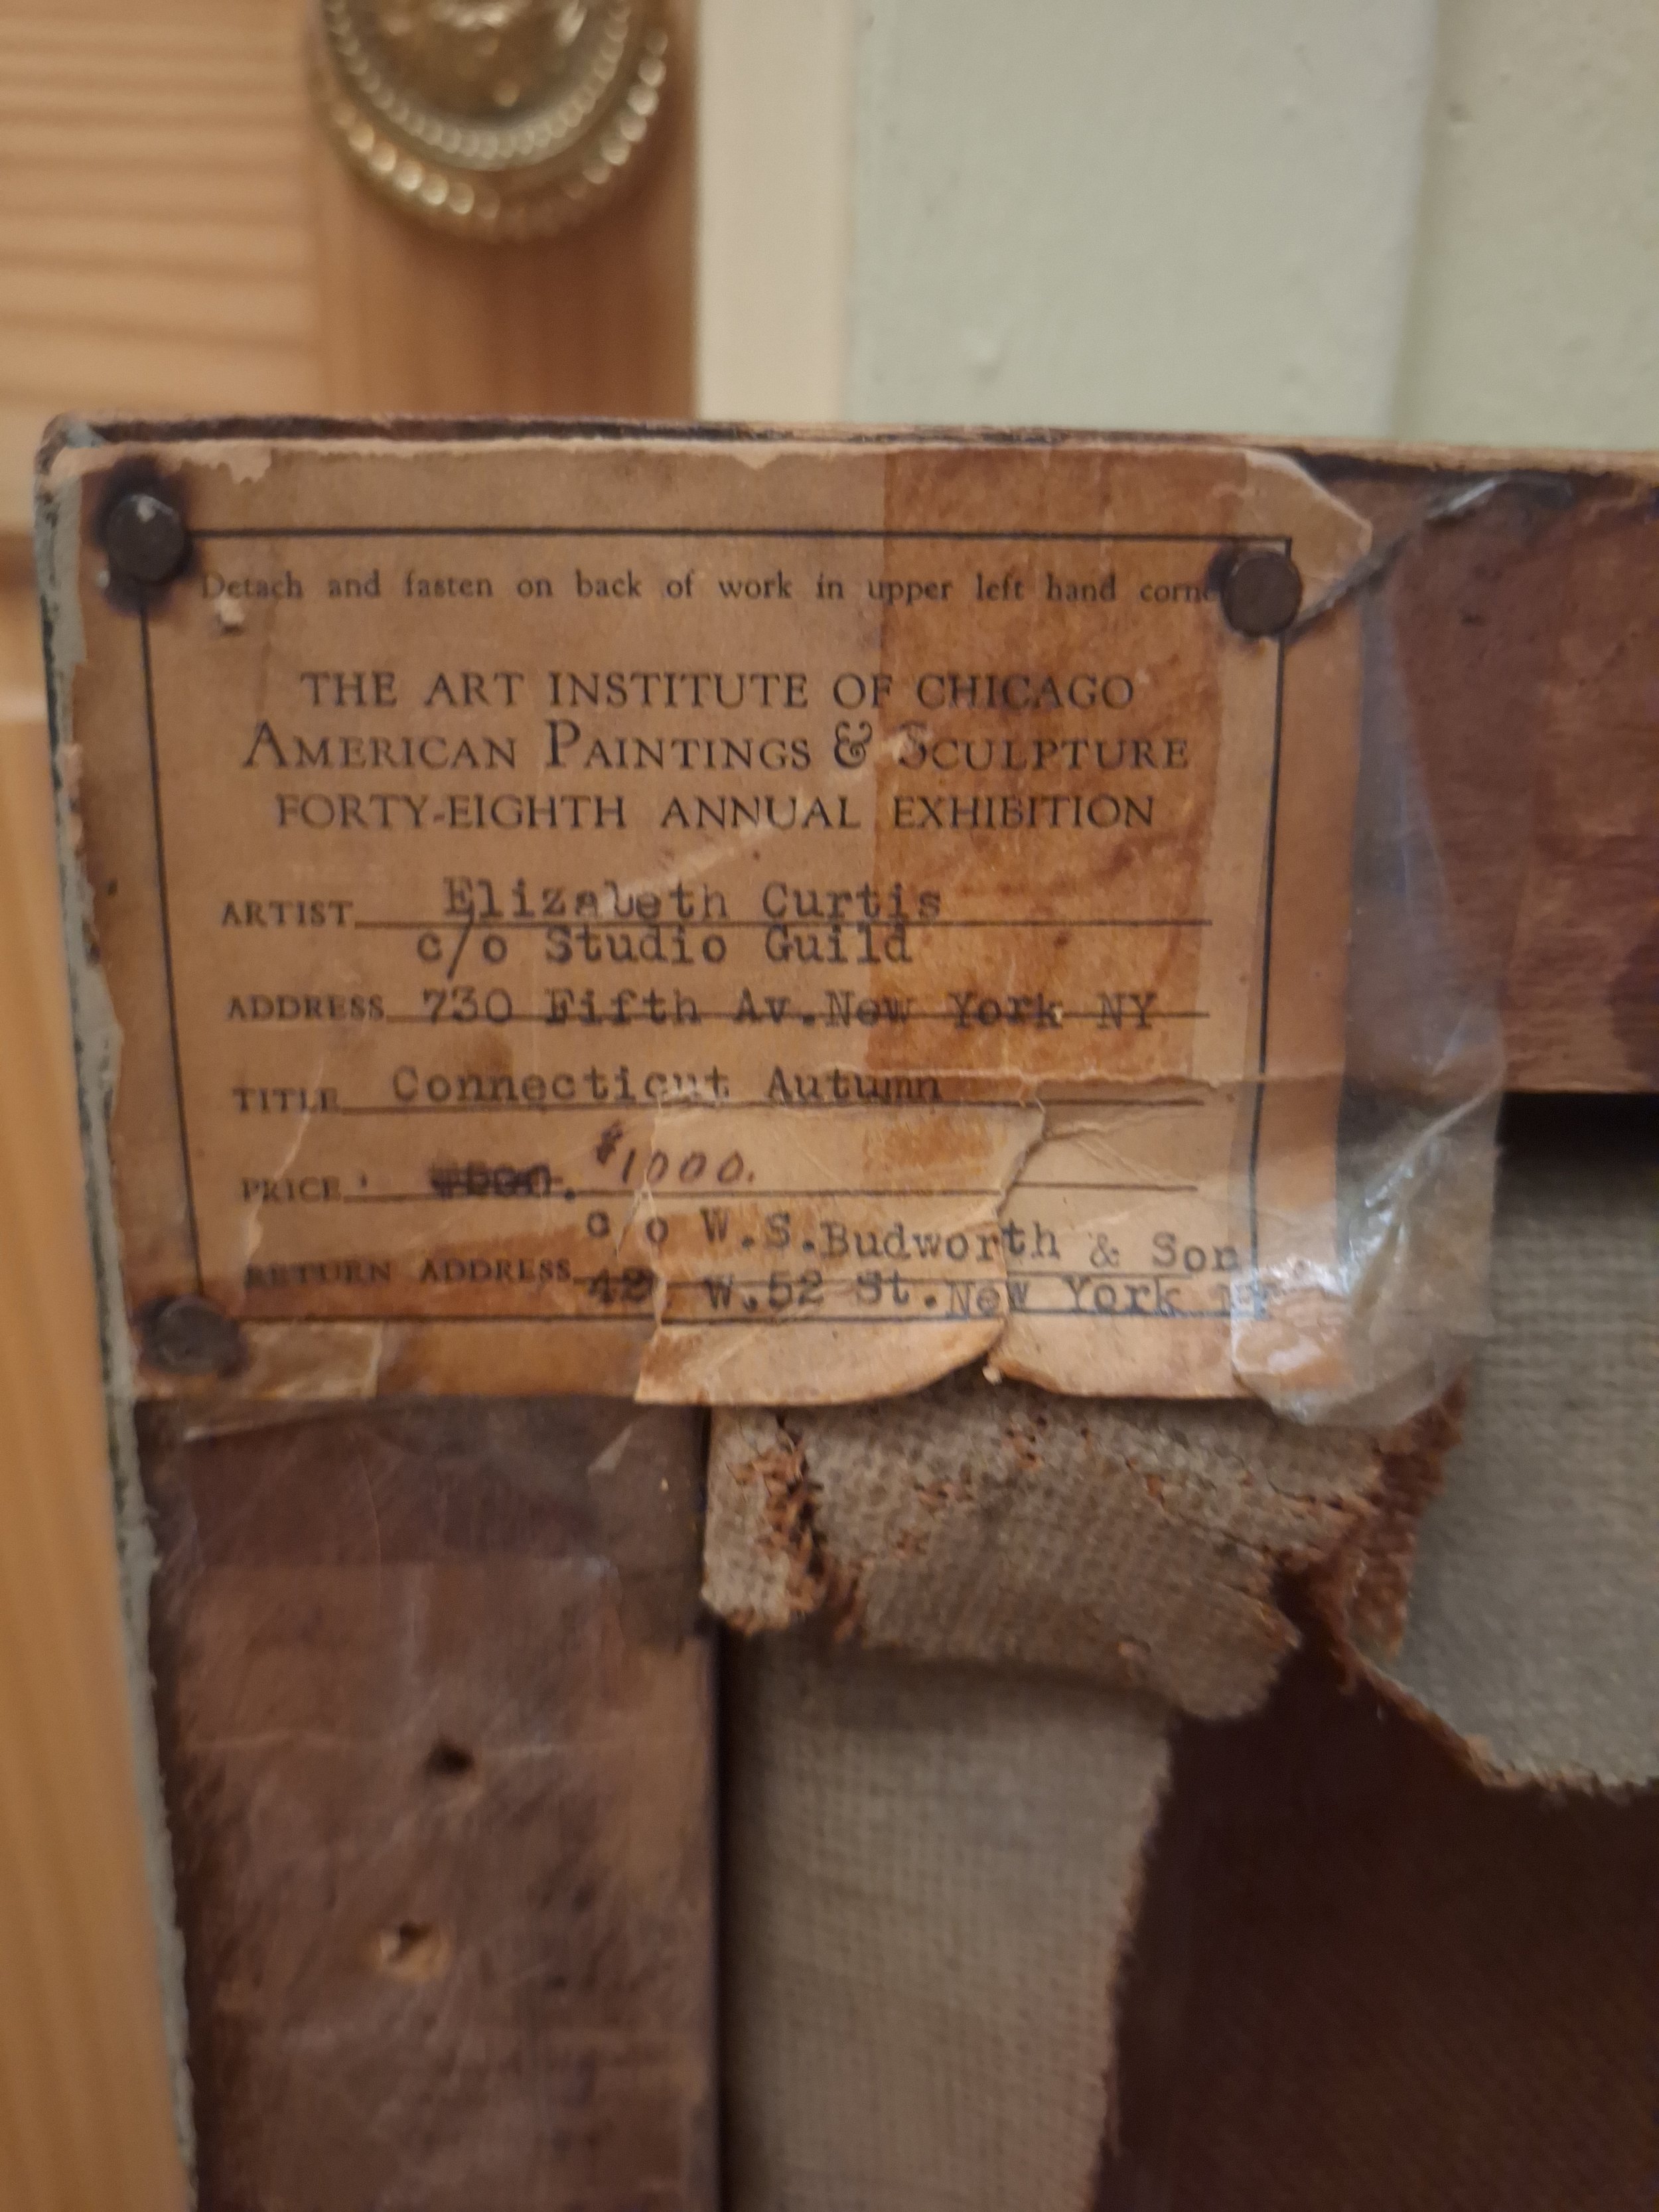 Detach and fasten on back of work in upper left hand
THE ART INSTITUTE OF CHICAGO
AMERICAN PAINTINGS & SCULPTURE
FORTY-EIGHTH ANNUAL EXHIBITION
ARTIST Elizabeth Curtis
c/o Studio Guild
ADDRESS 730 Fifth Av.New York NY
TITLE Connecticut Autumn
PRICE $1000.
c/o W.S.Budworth & Son
RETURN ADDRESS 42 W.52 St.New York